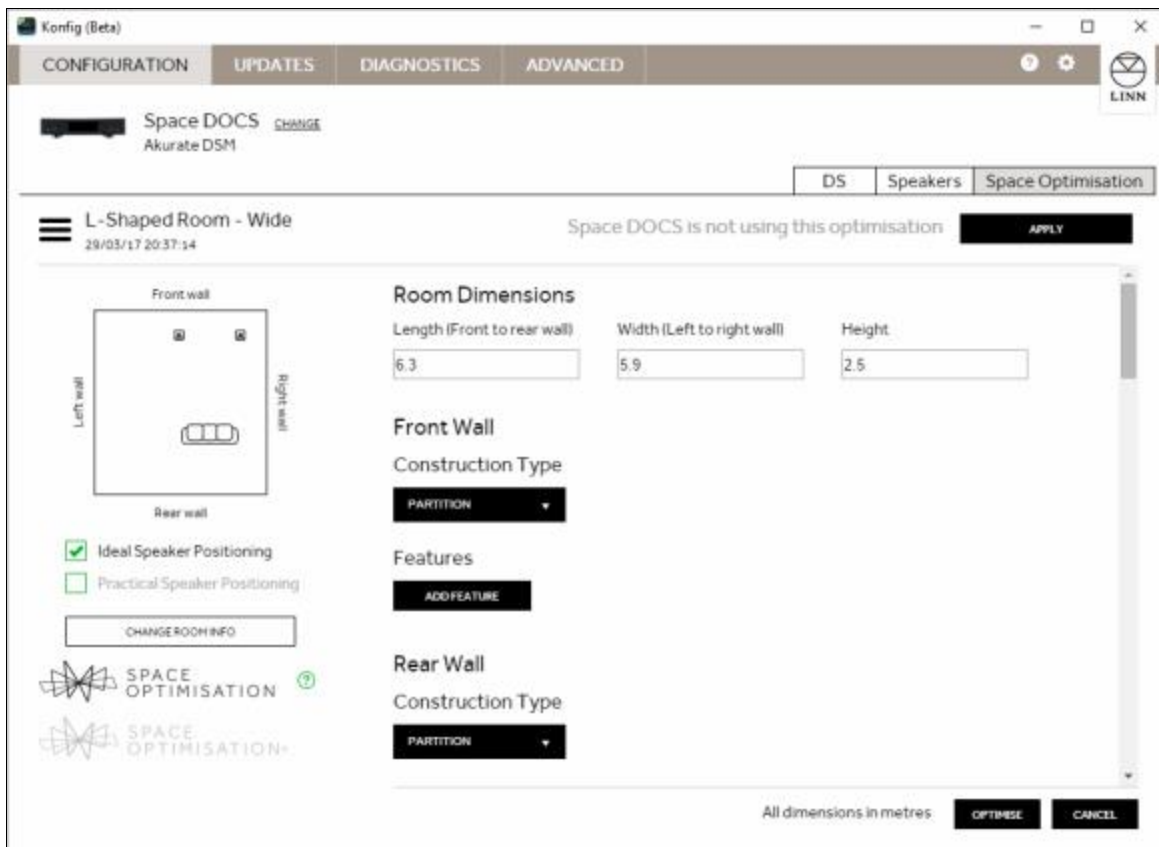 Konfig (Beta)
CONFIGURATION UPDATES DIAGNOSTICS ADVANCED
LINN
Space DOCS CHANGE
Akurate DSM
DS Speakers Space Optimisation
L-Shaped Room - Wide
29/03/17 20:37:14
Space DOCS is not using this optimisation APPLY
Front wall
Left wall
Right wall
Rear wall
Ideal Speaker Positioning
Practical Speaker Positioning
CHANGE ROOM INFO
SPACE
OPTIMISATION
SPACE
OPTIMISATION+
Room Dimensions
Length (Front to rear wall) Width (Left to right wall) Height
6.3 5.9 2.5
Front Wall
Construction Type
PARTITION
Features
ADD FEATURE
Rear Wall
Construction Type
PARTITION
All dimensions in metres OPTIMISE CANCEL